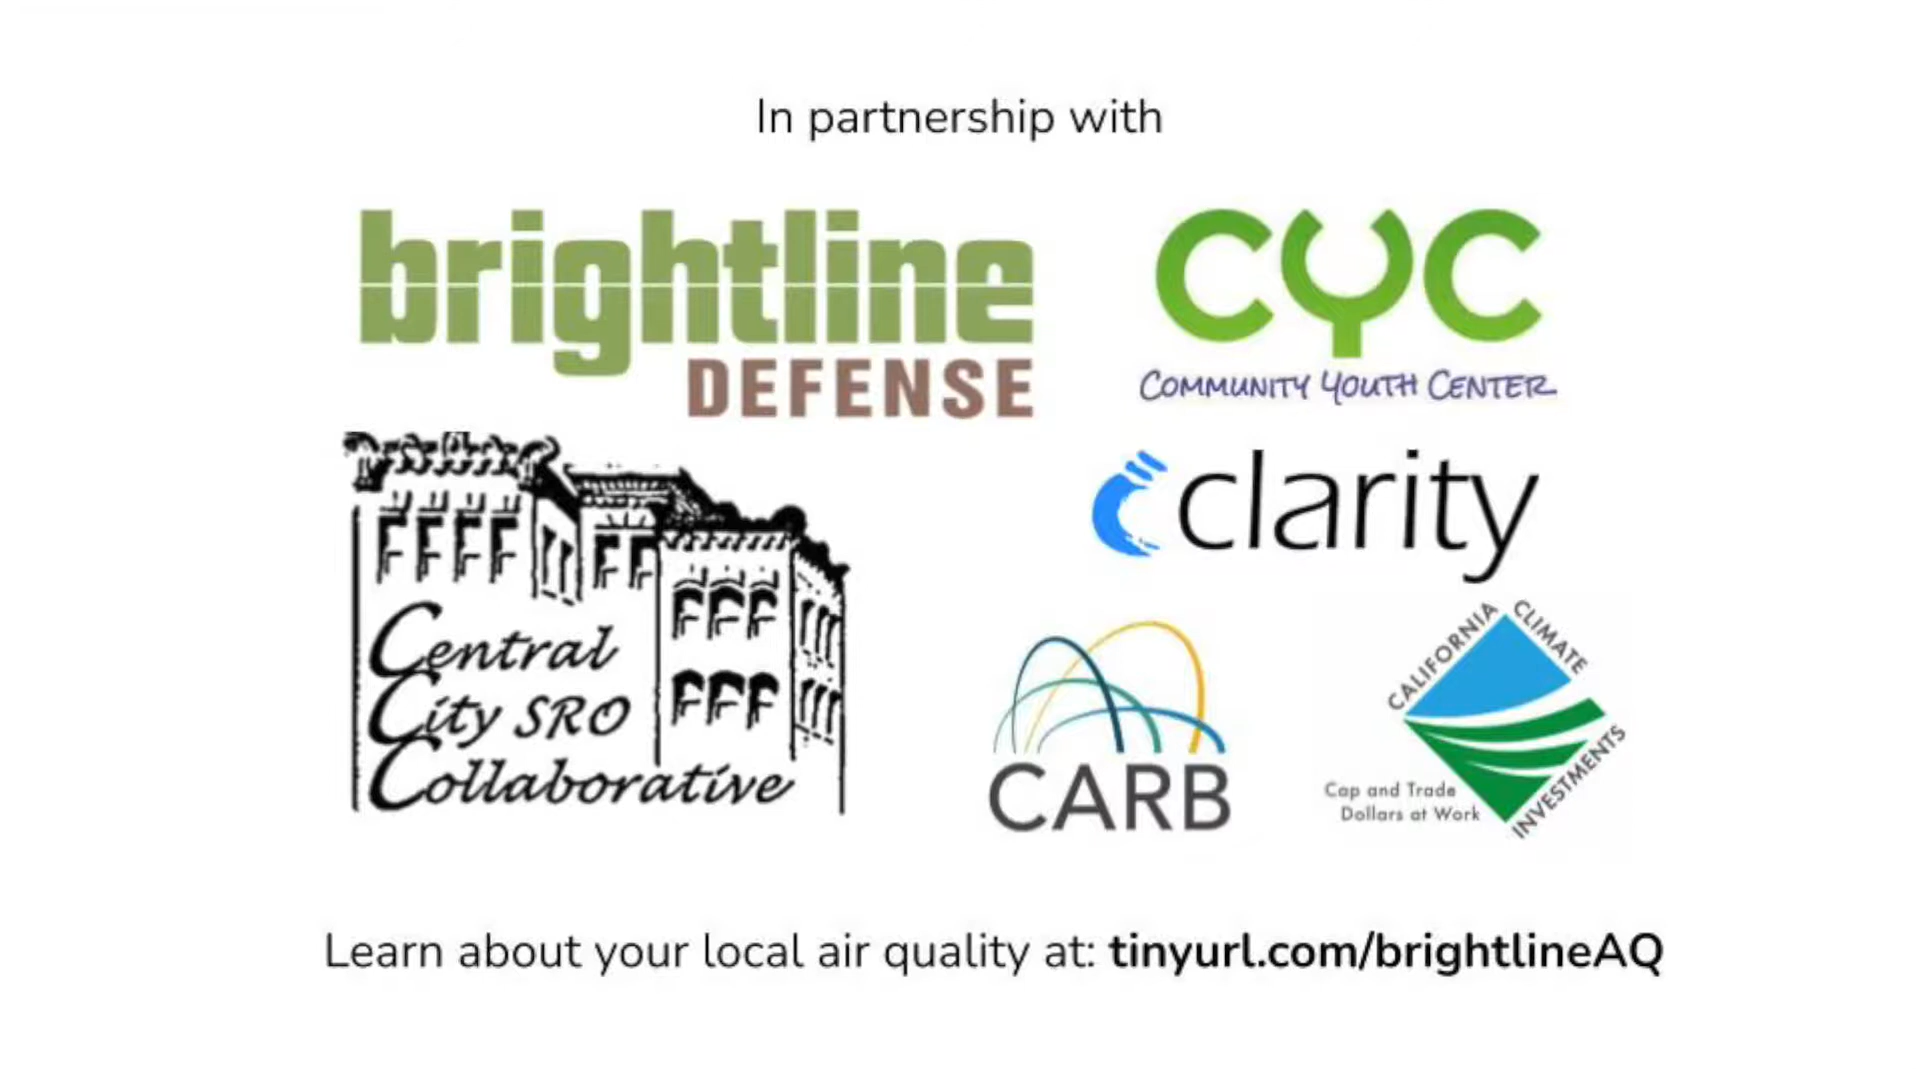 In partnership with
brightline
DEFENSE
CYC
COMMUNITY YOUTH CENTER
Central
City SRO
Collaborative
clarity
CARB
CALIFORNIA CLIMATE
INVESTMENTS
Cap and Trade
Dollars at Work
Learn about your local air quality at: tinyurl.com/brightlineAQ